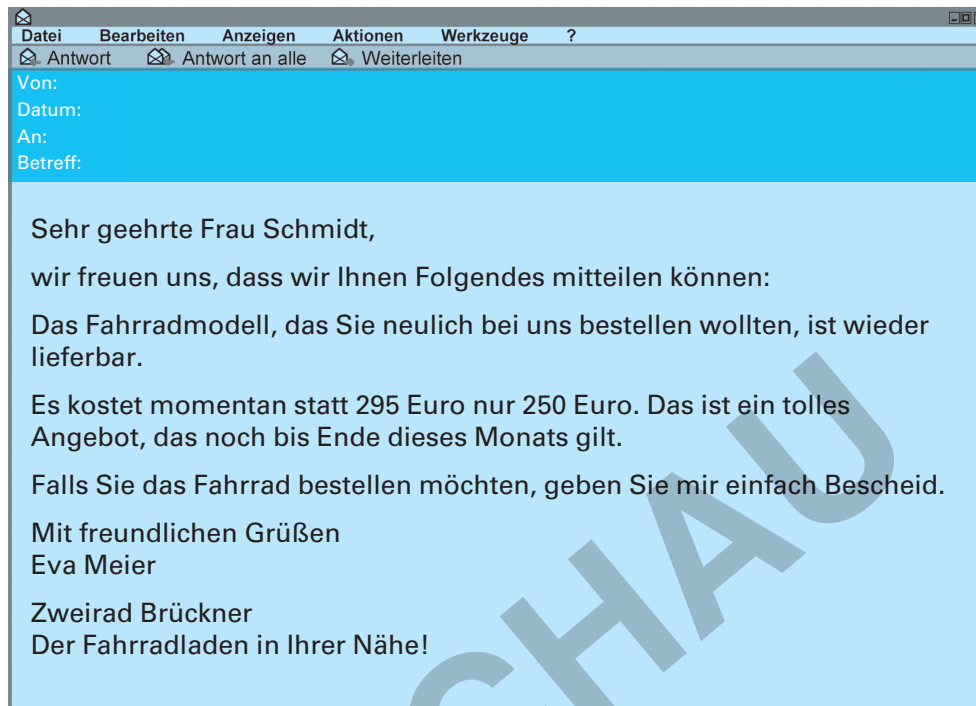 Datei Bearbeiten Anzeigen Aktionen Werkzeuge ?
Antwort Antwort an alle Weiterleiten
Von:
Datum:
An:
Betreff:
Sehr geehrte Frau Schmidt,
wir freuen uns, dass wir Ihnen Folgendes mitteilen können:
Das Fahrradmodell, das Sie neulich bei uns bestellen wollten, ist wieder
lieferbar.
Es kostet momentan statt 295 Euro nur 250 Euro. Das ist ein tolles
Angebot, das noch bis Ende dieses Monats gilt.
Falls Sie das Fahrrad bestellen möchten, geben Sie mir einfach Bescheid.
Mit freundlichen Grüßen
Eva Meier
Zweirad Brückner
Der Fahrradladen in Ihrer Nähe!
CHAU